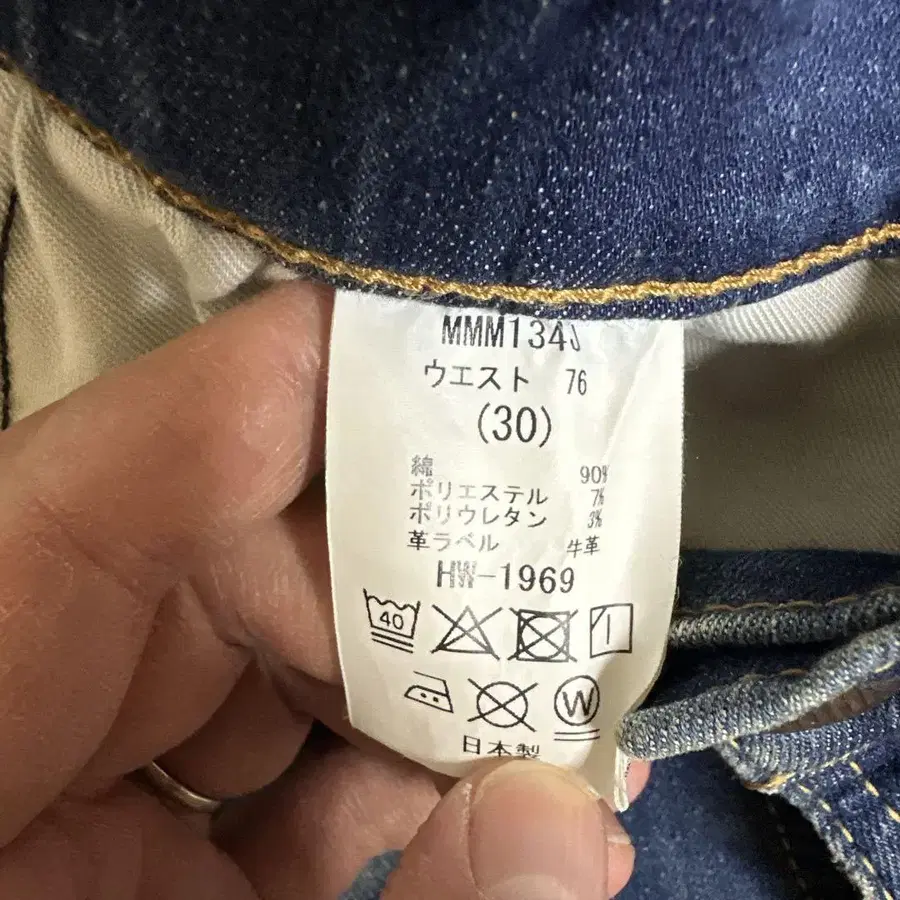 MMM134J
ウエスト 76
(30)
綿 90%
ポリエステル 7%
ポリウレタン 3%
革ラベル 牛革
HW-1969
40
W
日本製